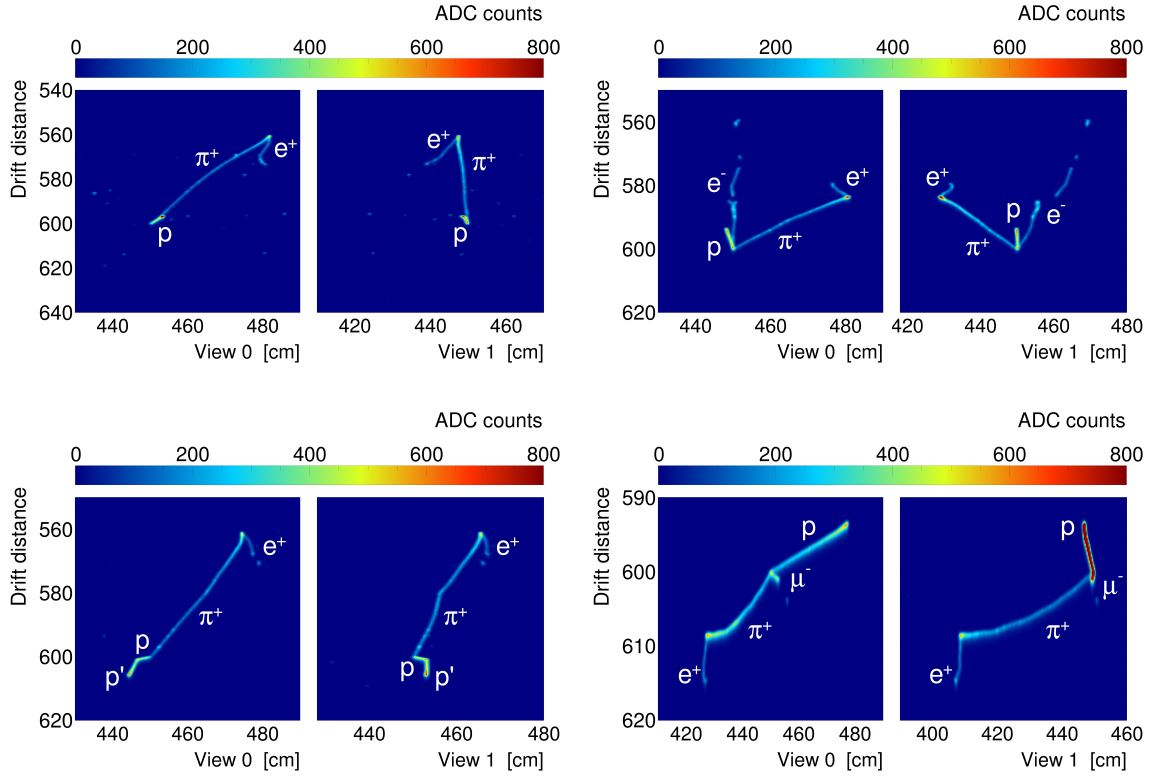 ADC counts
0 200 400 600 800
Drift distance
540
560
580
600
620
640
π⁺ e⁺
p
e⁺
π⁺
p
440 460 480
420 440 460
View 0 [cm]
View 1 [cm]
ADC counts
0 200 400 600 800
Drift distance
560
580
600
620
e⁻ e⁺
p π⁺
e⁺
p e⁻
π⁺
440 460 480
420 440 460 480
View 0 [cm]
View 1 [cm]
ADC counts
0 200 400 600 800
Drift distance
560
580
600
620
e⁺
π⁺
p
p'
e⁺
π⁺
p p'
440 460 480
440 460 480
View 0 [cm]
View 1 [cm]
ADC counts
0 200 400 600 800
Drift distance
590
600
610
620
p
μ⁻
π⁺
e⁺
p
μ⁻
π⁺
e⁺
420 440 460 480
400 420 440 460
View 0 [cm]
View 1 [cm]